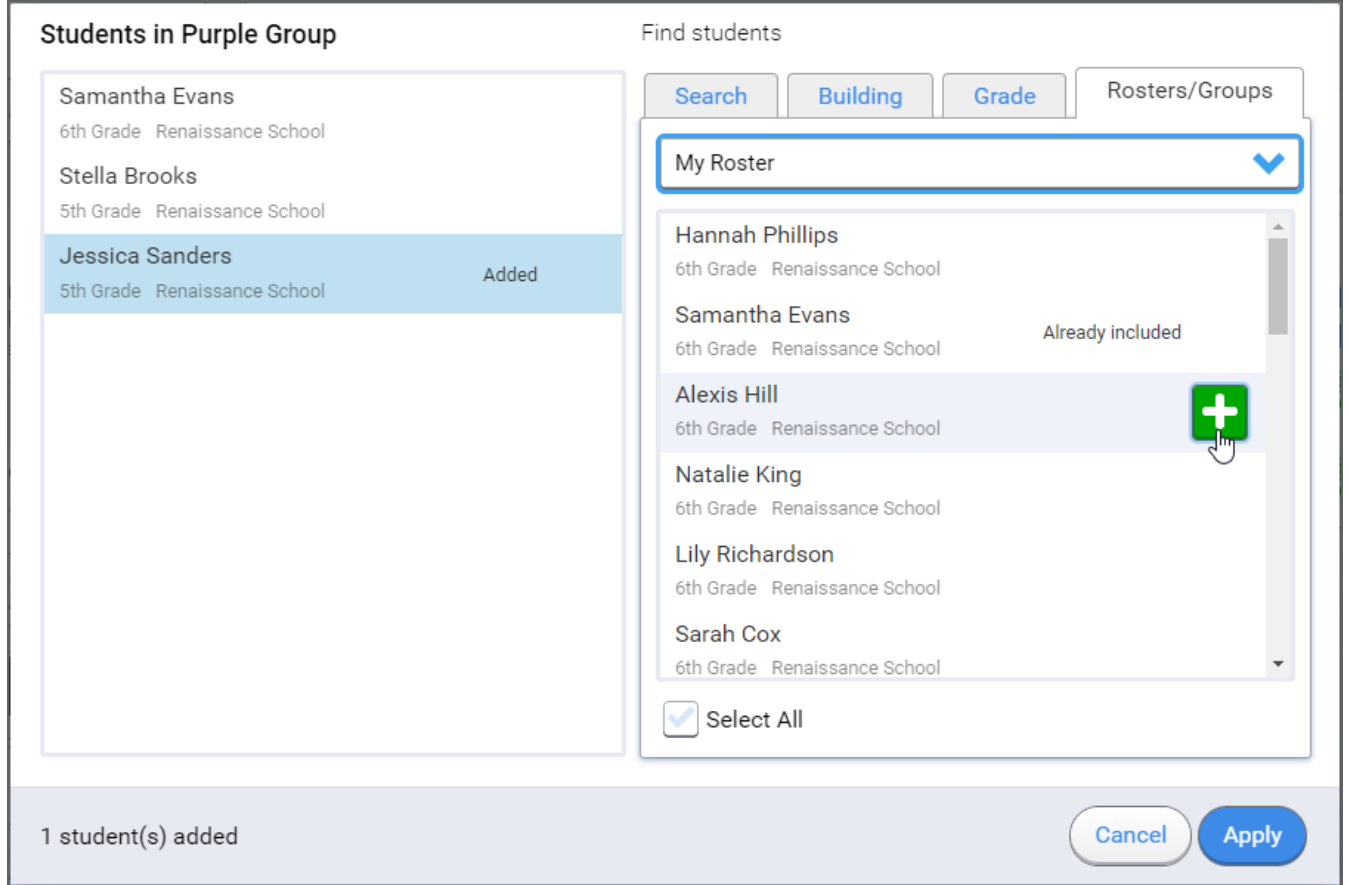 Students in Purple Group
Samantha Evans
6th Grade Renaissance School
Stella Brooks
5th Grade Renaissance School
Jessica Sanders
5th Grade Renaissance School
Added
Find students
Search
Building
Grade
Rosters/Groups
My Roster
Hannah Phillips
6th Grade Renaissance School
Samantha Evans
6th Grade Renaissance School
Already included
Alexis Hill
6th Grade Renaissance School
Natalie King
6th Grade Renaissance School
Lily Richardson
6th Grade Renaissance School
Sarah Cox
6th Grade Renaissance School
Select All
1 student(s) added
Cancel
Apply